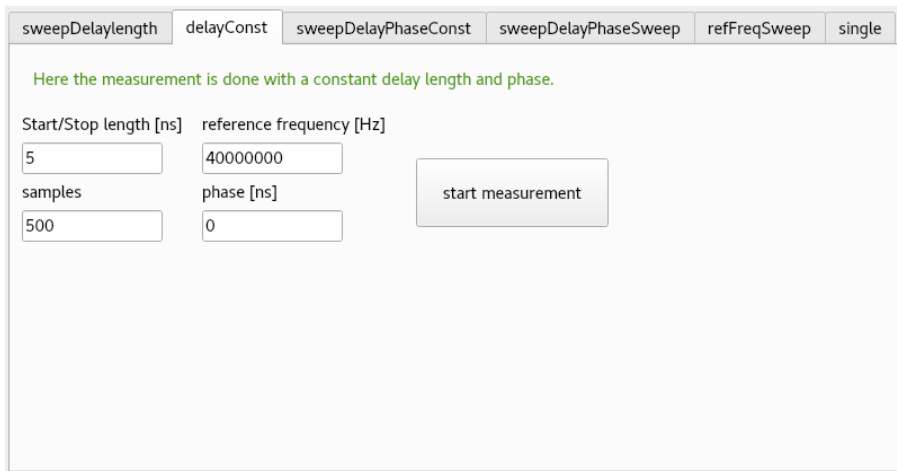 sweepDelaylength delayConst sweepDelayPhaseConst sweepDelayPhaseSweep refFreqSweep single
Here the measurement is done with a constant delay length and phase.
Start/Stop length [ns] reference frequency [Hz]
5 40000000
start measurement
samples phase [ns]
500 0